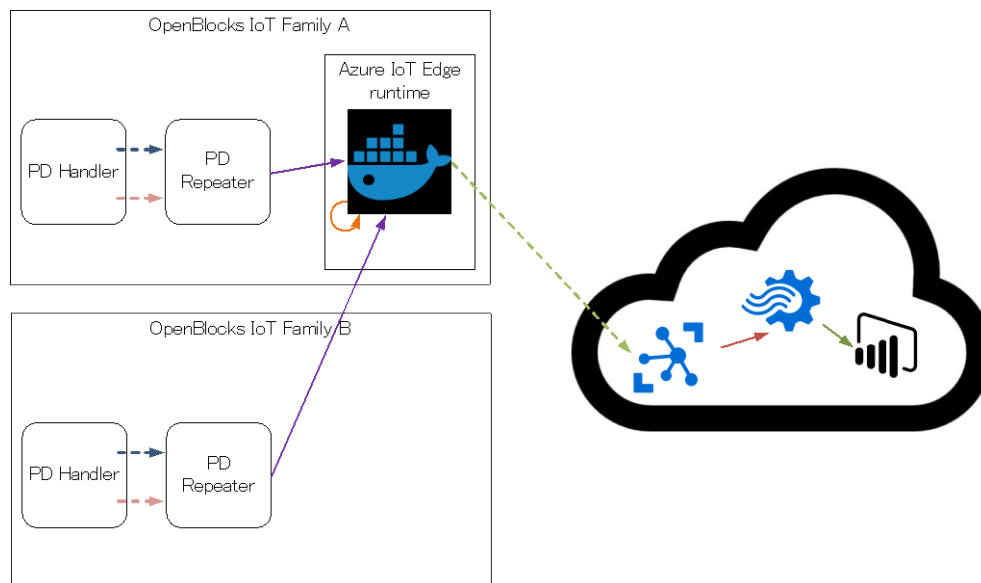 OpenBlocks IoT Family A
Azure IoT Edge
runtime
PD Handler
PD
Repeater
OpenBlocks IoT Family B
PD Handler
PD
Repeater